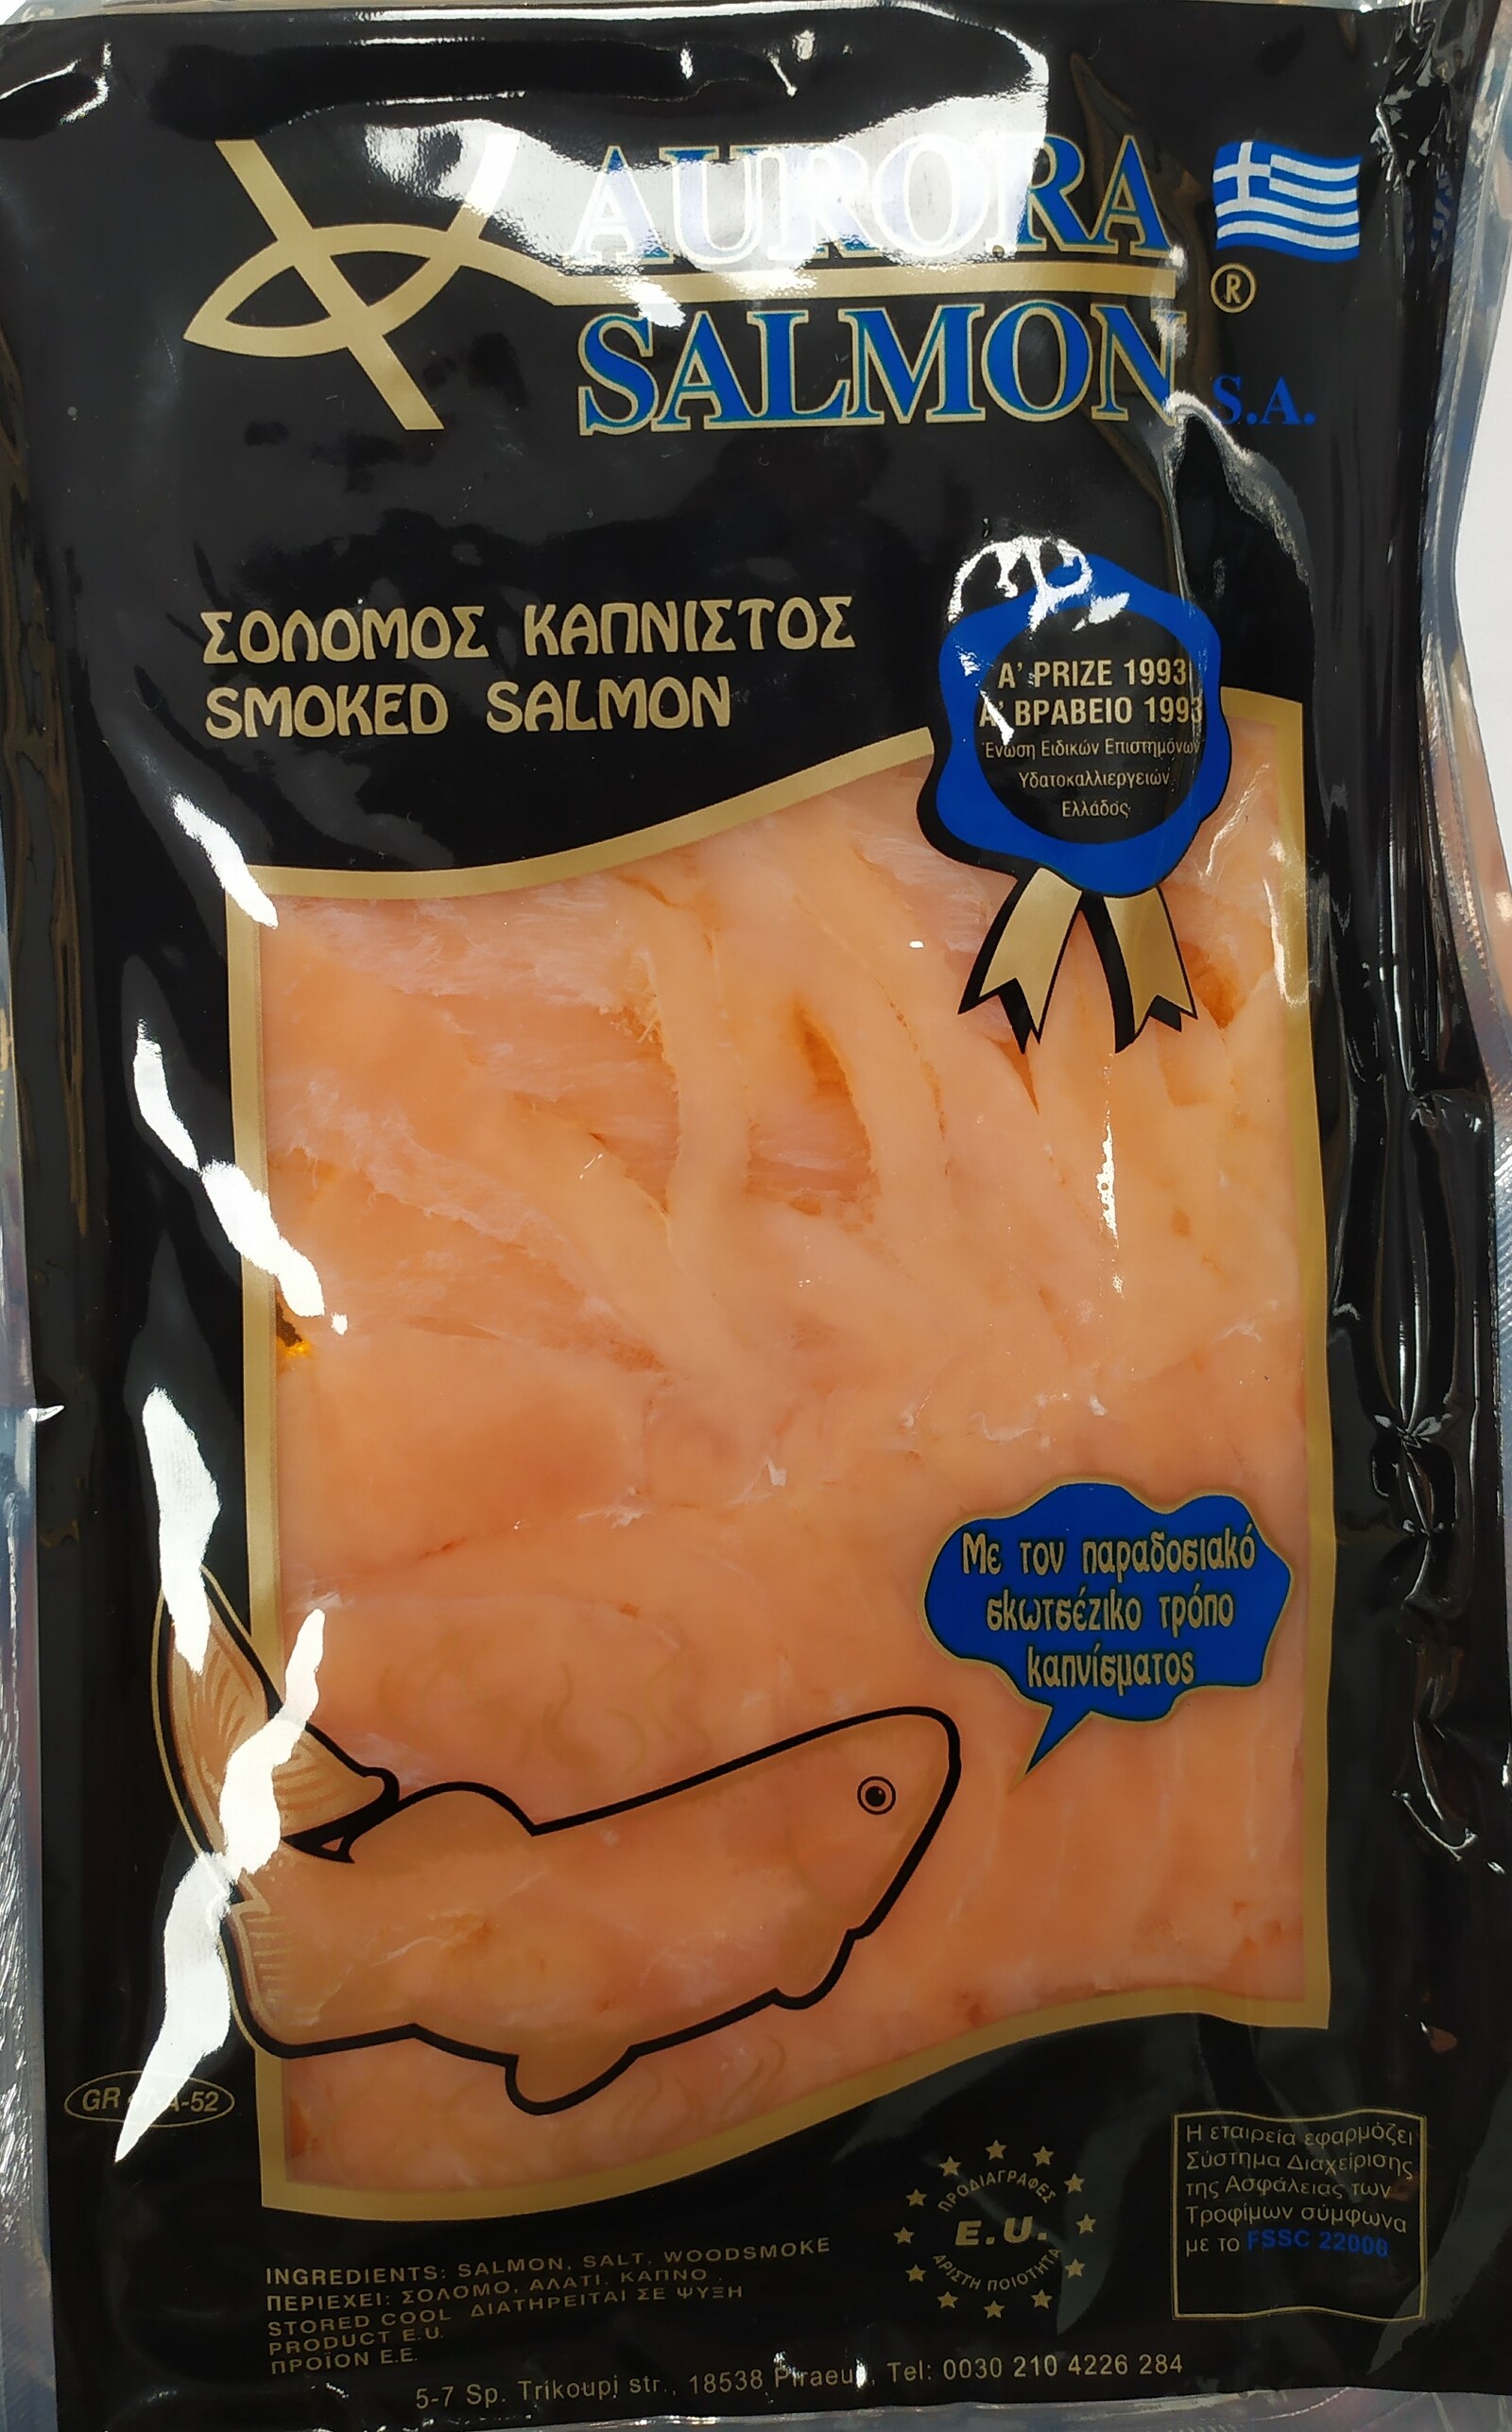 AURORA
SALMON ®
S.A.
ΣΟΛΟΜΟΣ ΚΑΠΝΙΣΤΟΣ
SMOKED SALMON
Α' PRIZE 1993
Α' ΒΡΑΒΕΙΟ 1993
Ένωση Ειδικών Επιστημόνων
Υδατοκαλλιεργειών
Ελλάδος
Με τον παραδοσιακό
σκωτσέζικο τρόπο
καπνίσματος
GR -52
ΠΡΟΔΙΑΓΡΑΦΕΣ
E.U.
ΑΡΙΣΤΗ ΠΟΙΟΤΗΤΑ
Η εταιρεία εφαρμόζει
Σύστημα Διαχείρισης
της Ασφάλειας των
Τροφίμων σύμφωνα
με το FSSC 22000
INGREDIENTS: SALMON, SALT, WOODSMOKE
ΠΕΡΙΕΧΕΙ: ΣΟΛΟΜΟ, ΑΛΑΤΙ, ΚΑΠΝΟ.
STORED COOL ΔΙΑΤΗΡΕΙΤΑΙ ΣΕ ΨΥΞΗ
PRODUCT E.U.
ΠΡΟΪΟΝ Ε.Ε.
5-7 Sp. Trikoupi str., 18538 Piraeus, Tel: 0030 210 4226 284